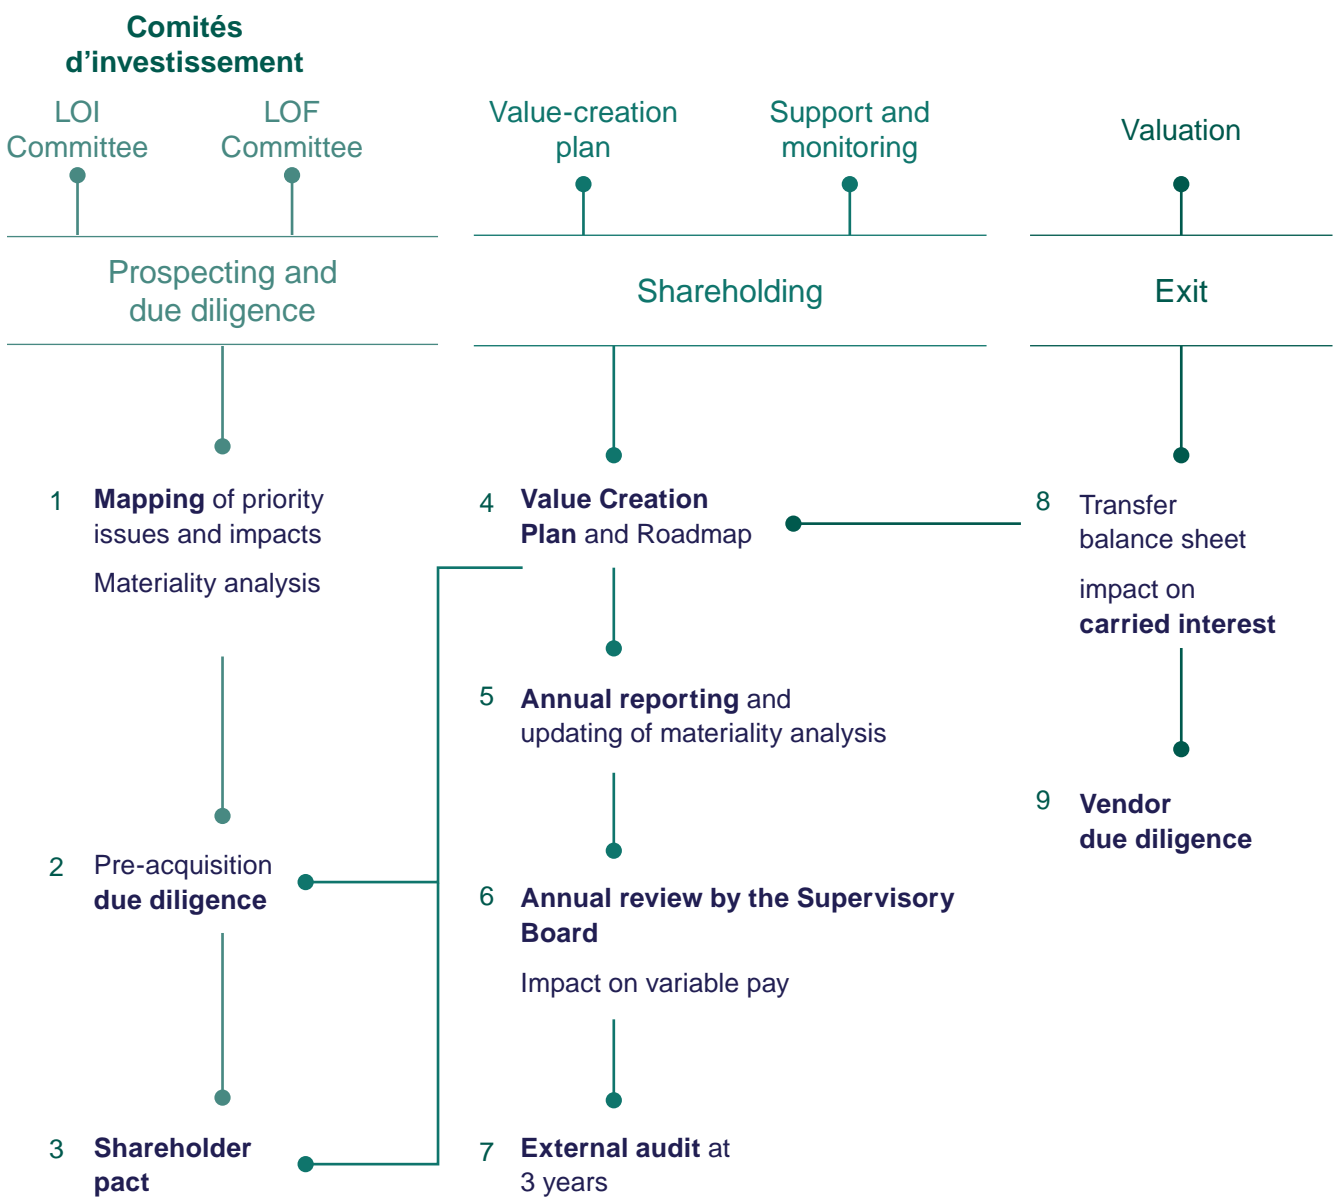 Comités
d’investissement
LOI
Committee
LOF
Committee
Value-creation
plan
Support and
monitoring
Valuation
Prospecting and
due diligence
Shareholding
Exit
1 Mapping of priority
issues and impacts
Materiality analysis
2 Pre-acquisition
due diligence
3 Shareholder
pact
4 Value Creation
Plan and Roadmap
5 Annual reporting and
updating of materiality analysis
6 Annual review by the Supervisory
Board
Impact on variable pay
7 External audit at
3 years
8 Transfer
balance sheet
impact on
carried interest
9 Vendor
due diligence